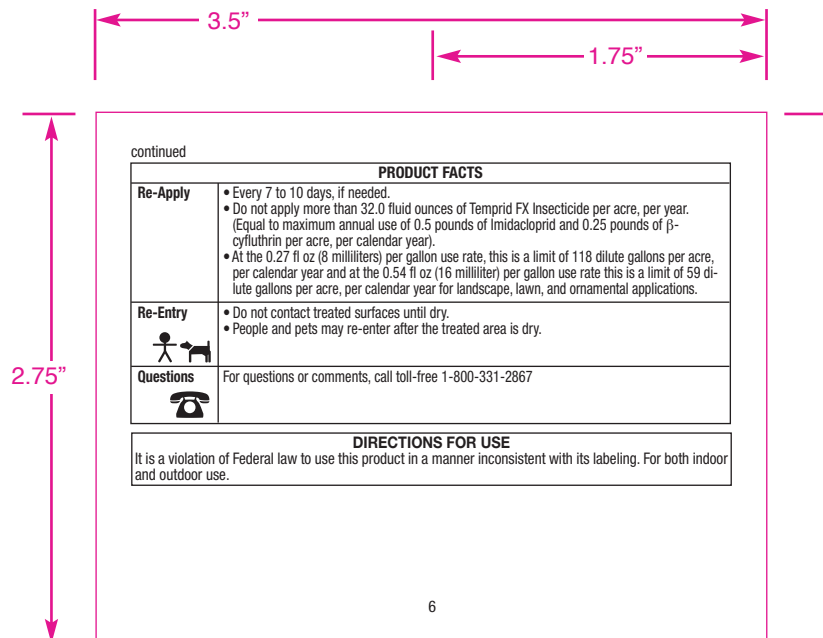 3.5”
1.75”
continued
PRODUCT FACTS
Re-Apply
• Every 7 to 10 days, if needed.
• Do not apply more than 32.0 fluid ounces of Temprid FX Insecticide per acre, per year.
(Equal to maximum annual use of 0.5 pounds of Imidacloprid and 0.25 pounds of β-
cyfluthrin per acre, per calendar year).
• At the 0.27 fl oz (8 milliliters) per gallon use rate, this is a limit of 118 dilute gallons per acre,
per calendar year and at the 0.54 fl oz (16 milliliter) per gallon use rate this is a limit of 59 di-
lute gallons per acre, per calendar year for landscape, lawn, and ornamental applications.
Re-Entry
• Do not contact treated surfaces until dry.
• People and pets may re-enter after the treated area is dry.
2.75”
Questions
For questions or comments, call toll-free 1-800-331-2867
DIRECTIONS FOR USE
It is a violation of Federal law to use this product in a manner inconsistent with its labeling. For both indoor
and outdoor use.
6